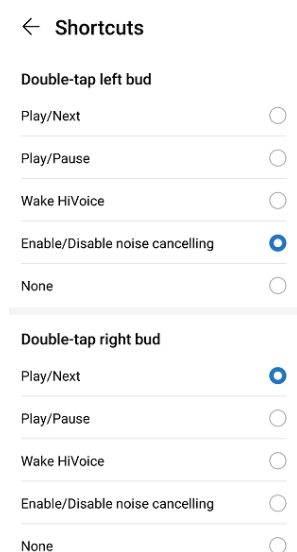 Shortcuts
Double-tap left bud
Play/Next
Play/Pause
Wake HiVoice
Enable/Disable noise cancelling
None
Double-tap right bud
Play/Next
Play/Pause
Wake HiVoice
Enable/Disable noise cancelling
None